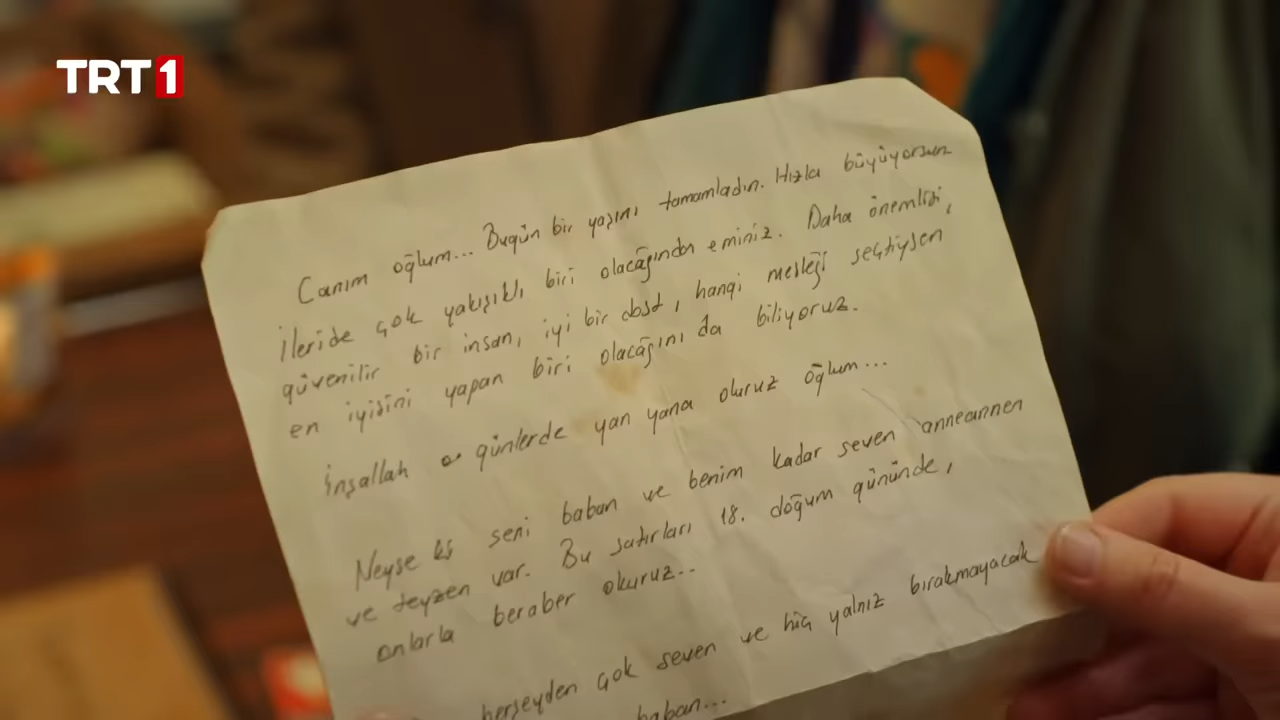 TRT 1
Canım oğlum... Bugün bir yaşını tamamladın. Hızla büyüyorsun
İleride çok yakışıklı biri olacağından eminiz. Daha önemlisi,
güvenilir bir insan, iyi bir dost, hangi mesleği seçtiysen
en iyisini yapan biri olacağını da biliyoruz.
İnşallah o günlerde yan yana oluruz oğlum...
Neyse ki seni baban ve benim kadar seven anneannen
ve teyzen var. Bu satırları 18. doğum gününde,
onlarla beraber okuruz...
herşeyden çok seven ve hiç yalnız bırakmayacak
baban...